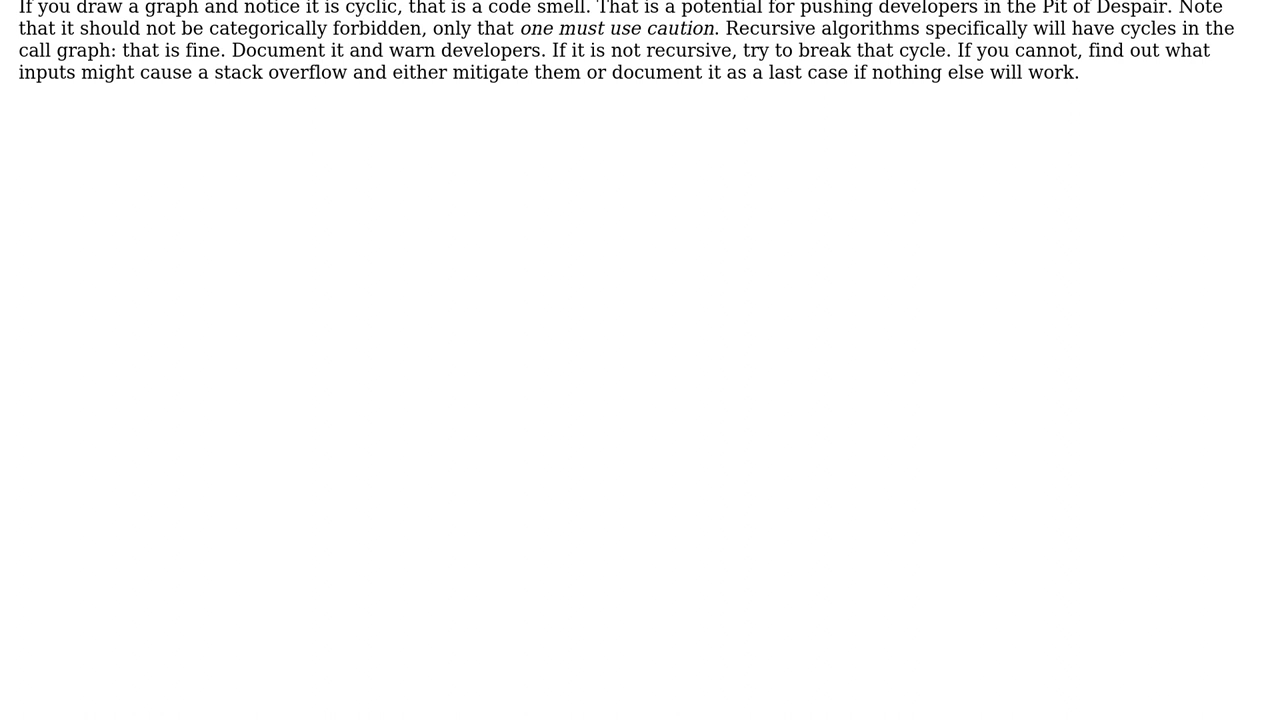 If you draw a graph and notice it is cyclic, that is a code smell. That is a potential for pushing developers in the Pit of Despair. Note
that it should not be categorically forbidden, only that one must use caution. Recursive algorithms specifically will have cycles in the
call graph: that is fine. Document it and warn developers. If it is not recursive, try to break that cycle. If you cannot, find out what
inputs might cause a stack overflow and either mitigate them or document it as a last case if nothing else will work.